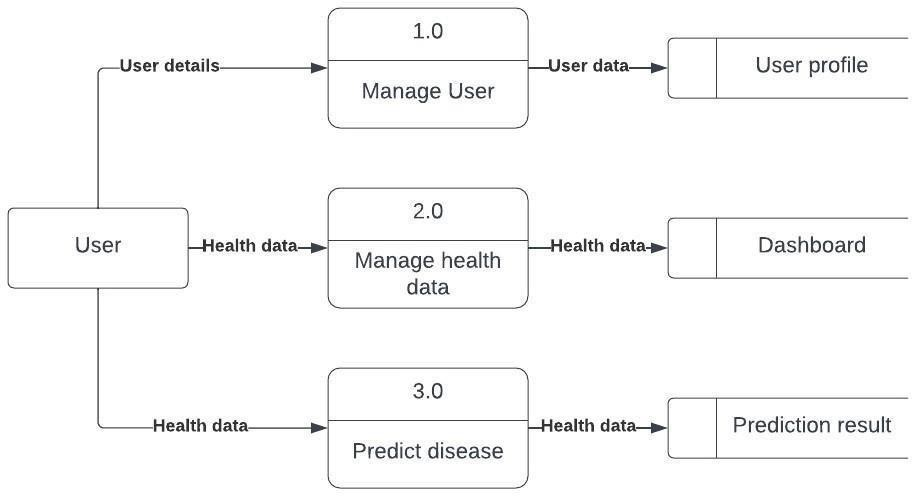 1.0
User details
User data
User profile
Manage User
2.0
User
Health data
Health data
Dashboard
Manage health
data
3.0
Health data
Health data
Prediction result
Predict disease